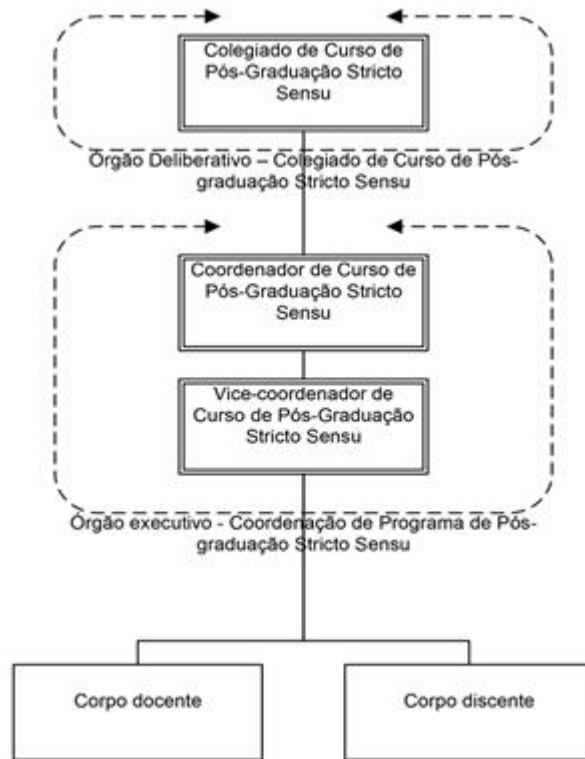 Colegiado de Curso de
Pós-Graduação Stricto
Sensu
Órgão Deliberativo – Colegiado de Curso de Pós-
graduação Stricto Sensu
Coordenador de Curso de
Pós-Graduação Stricto
Sensu
Vice-coordenador de
Curso de Pós-Graduação
Stricto Sensu
Órgão executivo - Coordenação de Programa de Pós-
graduação Stricto Sensu
Corpo docente
Corpo discente